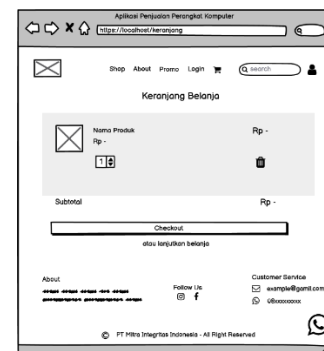 Aplikasi Penjualan Perangkat Komputer
https://localhost/keranjang
Shop About Promo Login search
Keranjang Belanja
Nama Produk Rp -
Rp -
1
Subtotal Rp -
Checkout
atau lanjutkan belanja
About
Follow Us
Customer Service
example@gamil.com
08xxxxxxxxx
© PT Mitra Integritas Indonesia - All Right Reserved